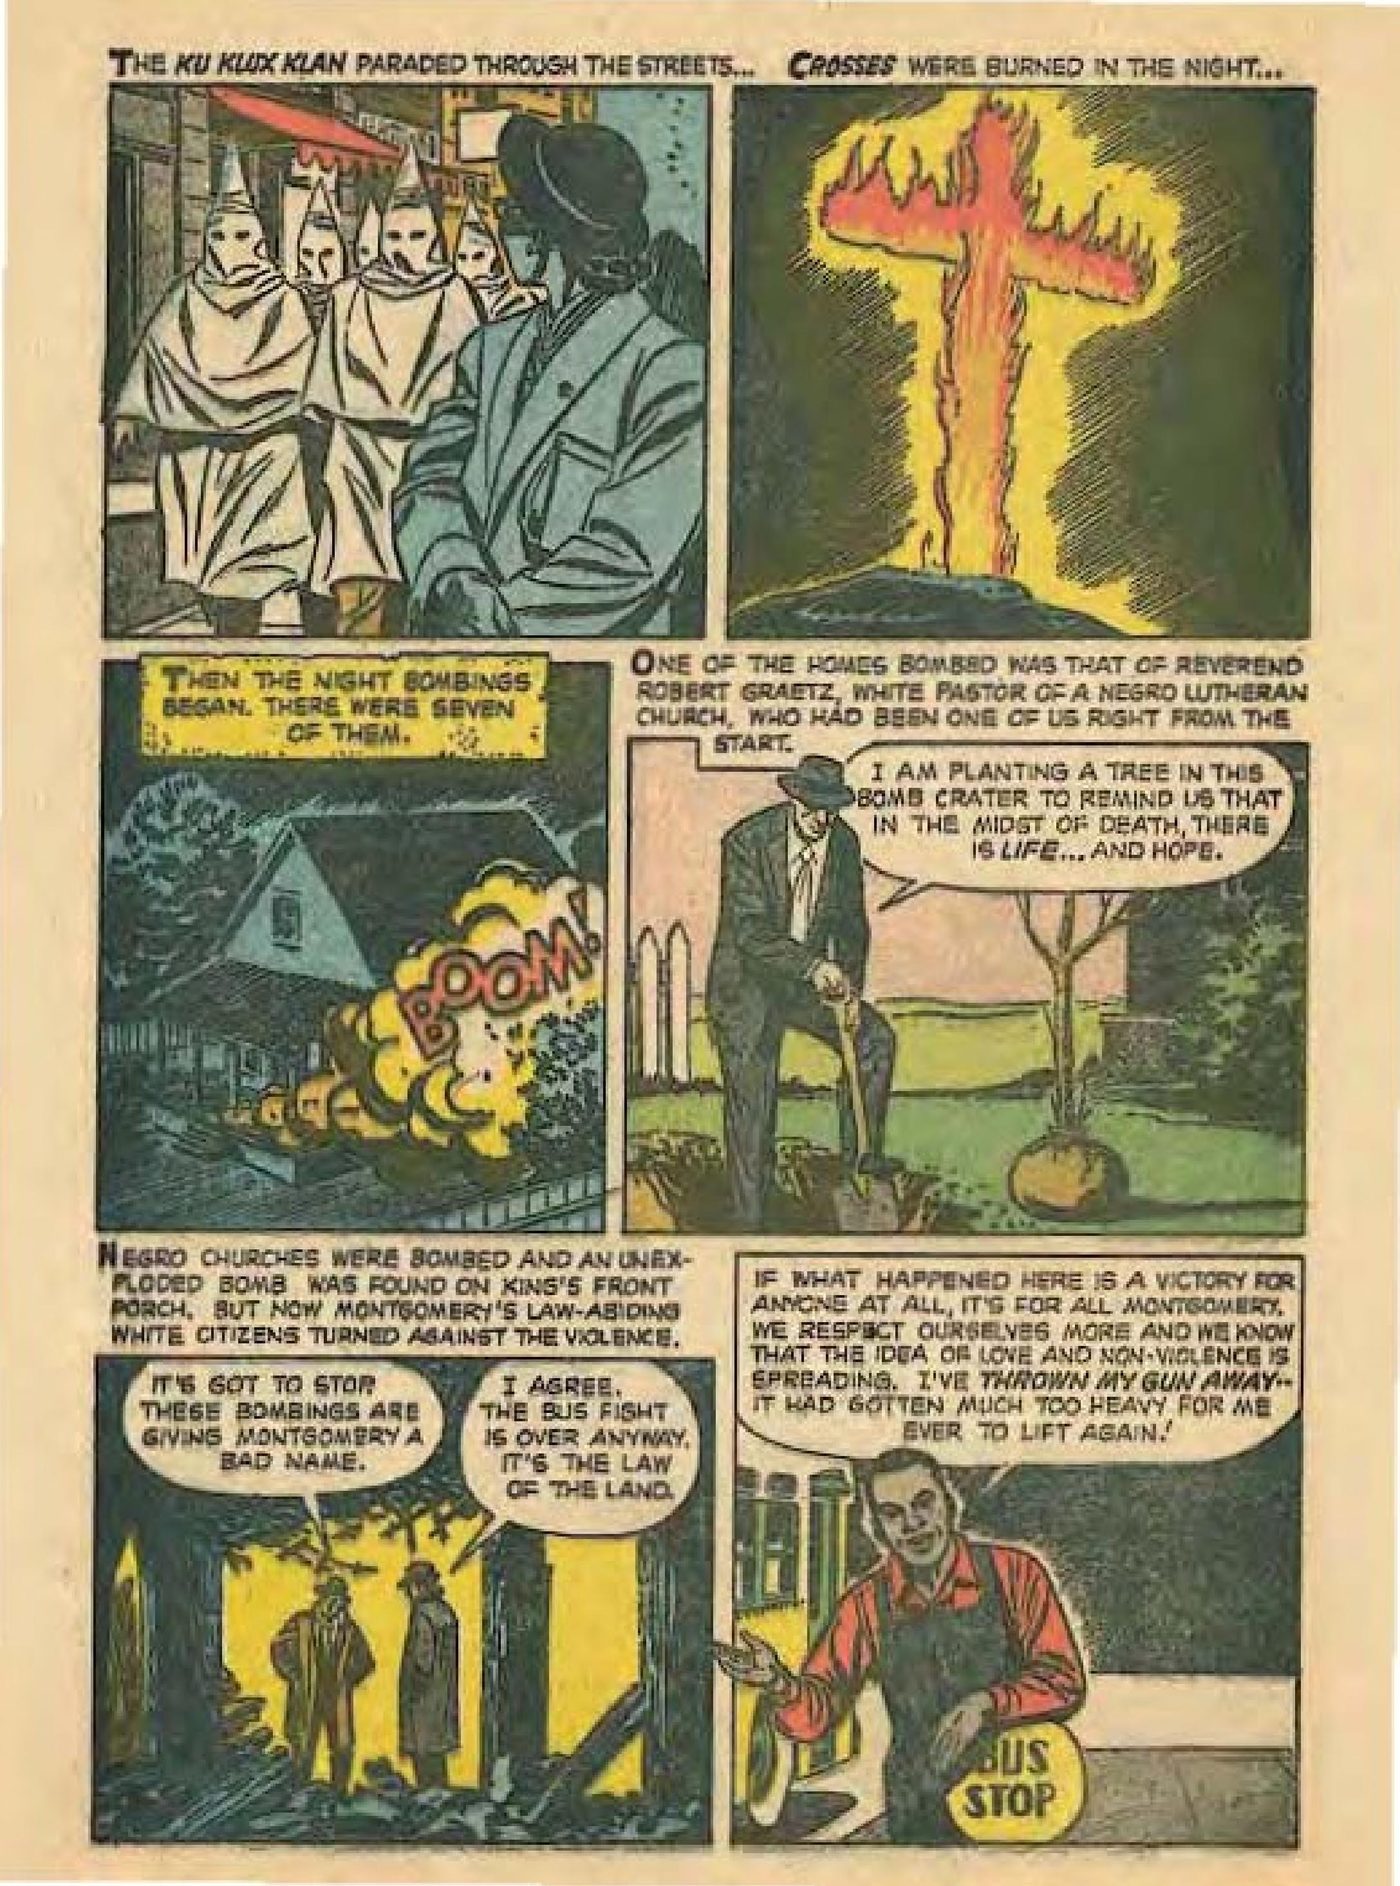 THE KU KLUX KLAN PARADED THROUGH THE STREETS...
CROSSES WERE BURNED IN THE NIGHT...
THEN THE NIGHT BOMBINGS
BEGAN. THERE WERE SEVEN
OF THEM.
BOOM!
ONE OF THE HOMES BOMBED WAS THAT OF REVEREND
ROBERT GRAETZ, WHITE PASTOR OF A NEGRO LUTHERAN
CHURCH, WHO HAD BEEN ONE OF US RIGHT FROM THE
START.
I AM PLANTING A TREE IN THIS
BOMB CRATER TO REMIND US THAT
IN THE MIDST OF DEATH, THERE
IS LIFE... AND HOPE.
NEGRO CHURCHES WERE BOMBED AND AN UNEX-
PLODED BOMB WAS FOUND ON KING'S FRONT
PORCH. BUT NOW MONTGOMERY'S LAW-ABIDING
WHITE CITIZENS TURNED AGAINST THE VIOLENCE.
IT'S GOT TO STOP.
THESE BOMBINGS ARE
GIVING MONTGOMERY A
BAD NAME.
I AGREE.
THE BUS FIGHT
IS OVER ANYWAY.
IT'S THE LAW
OF THE LAND.
IF WHAT HAPPENED HERE IS A VICTORY FOR
ANYONE AT ALL, IT'S FOR ALL MONTGOMERY.
WE RESPECT OURSELVES MORE AND WE KNOW
THAT THE IDEA OF LOVE AND NON-VIOLENCE IS
SPREADING. I'VE THROWN MY GUN AWAY--
IT HAD GOTTEN MUCH TOO HEAVY FOR ME
EVER TO LIFT AGAIN!
BUS
STOP